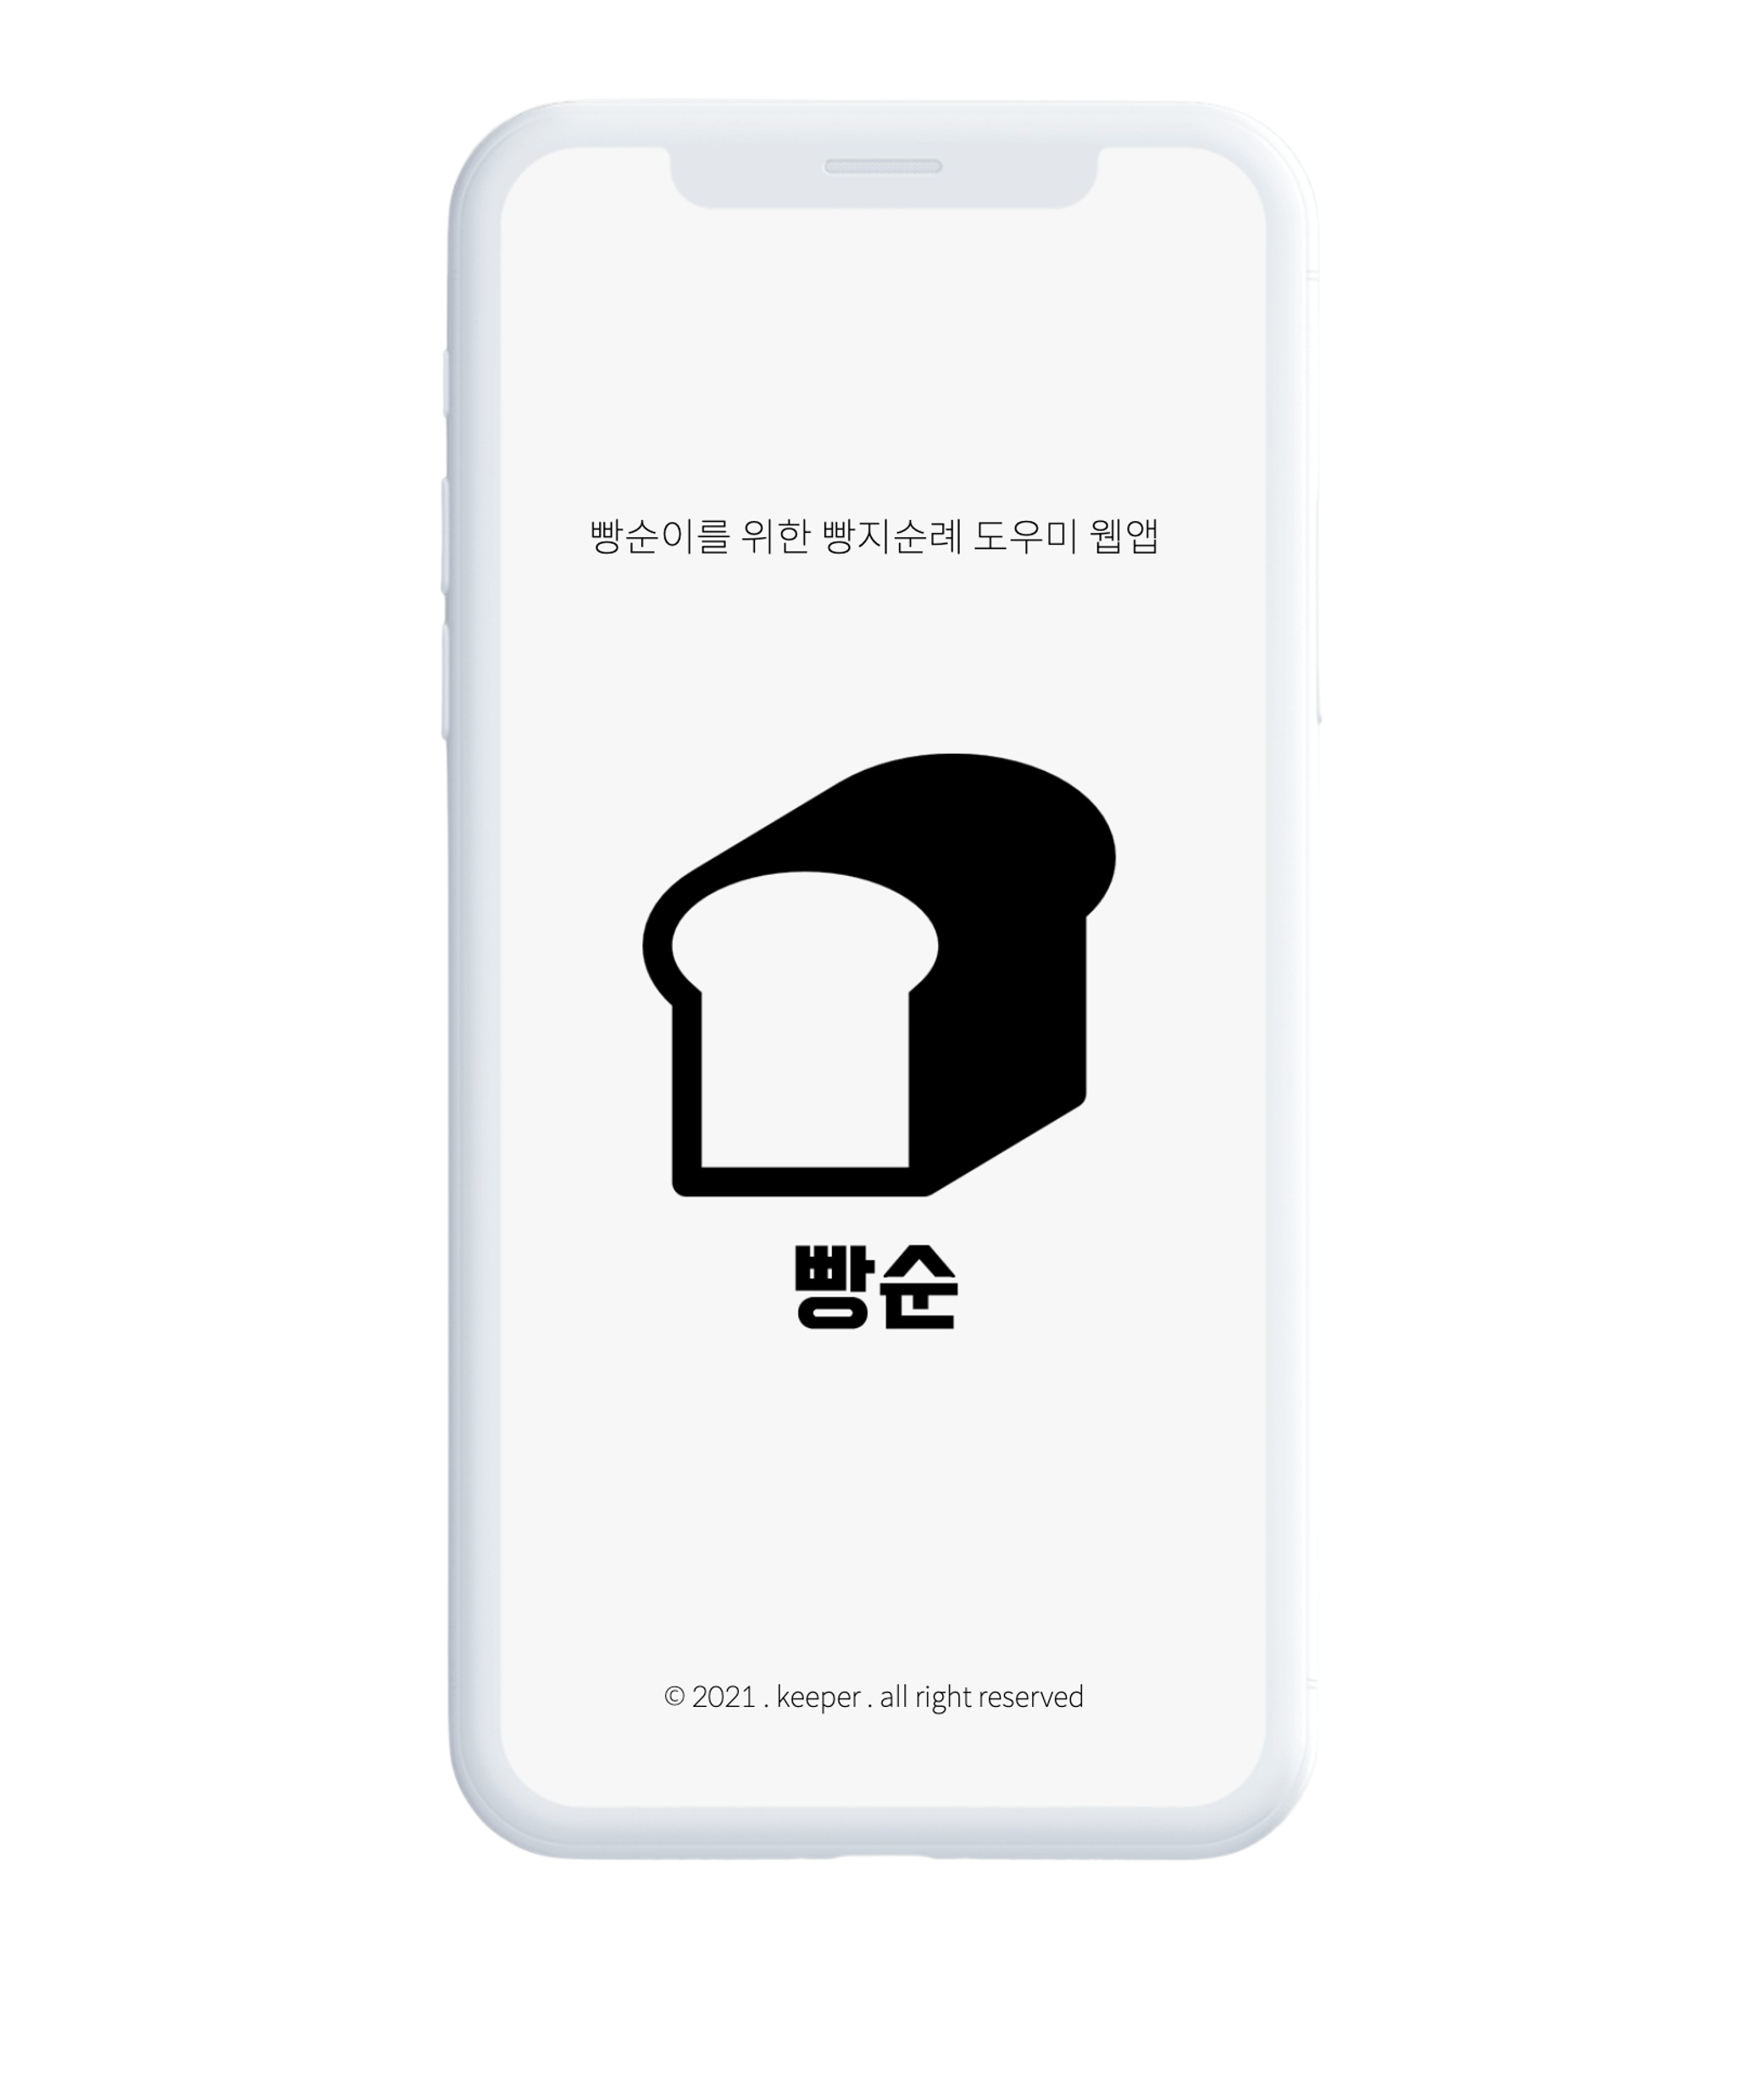 빵순이를 위한 빵지순례 도우미 웹앱
빵순
© 2021 . keeper . all right reserved